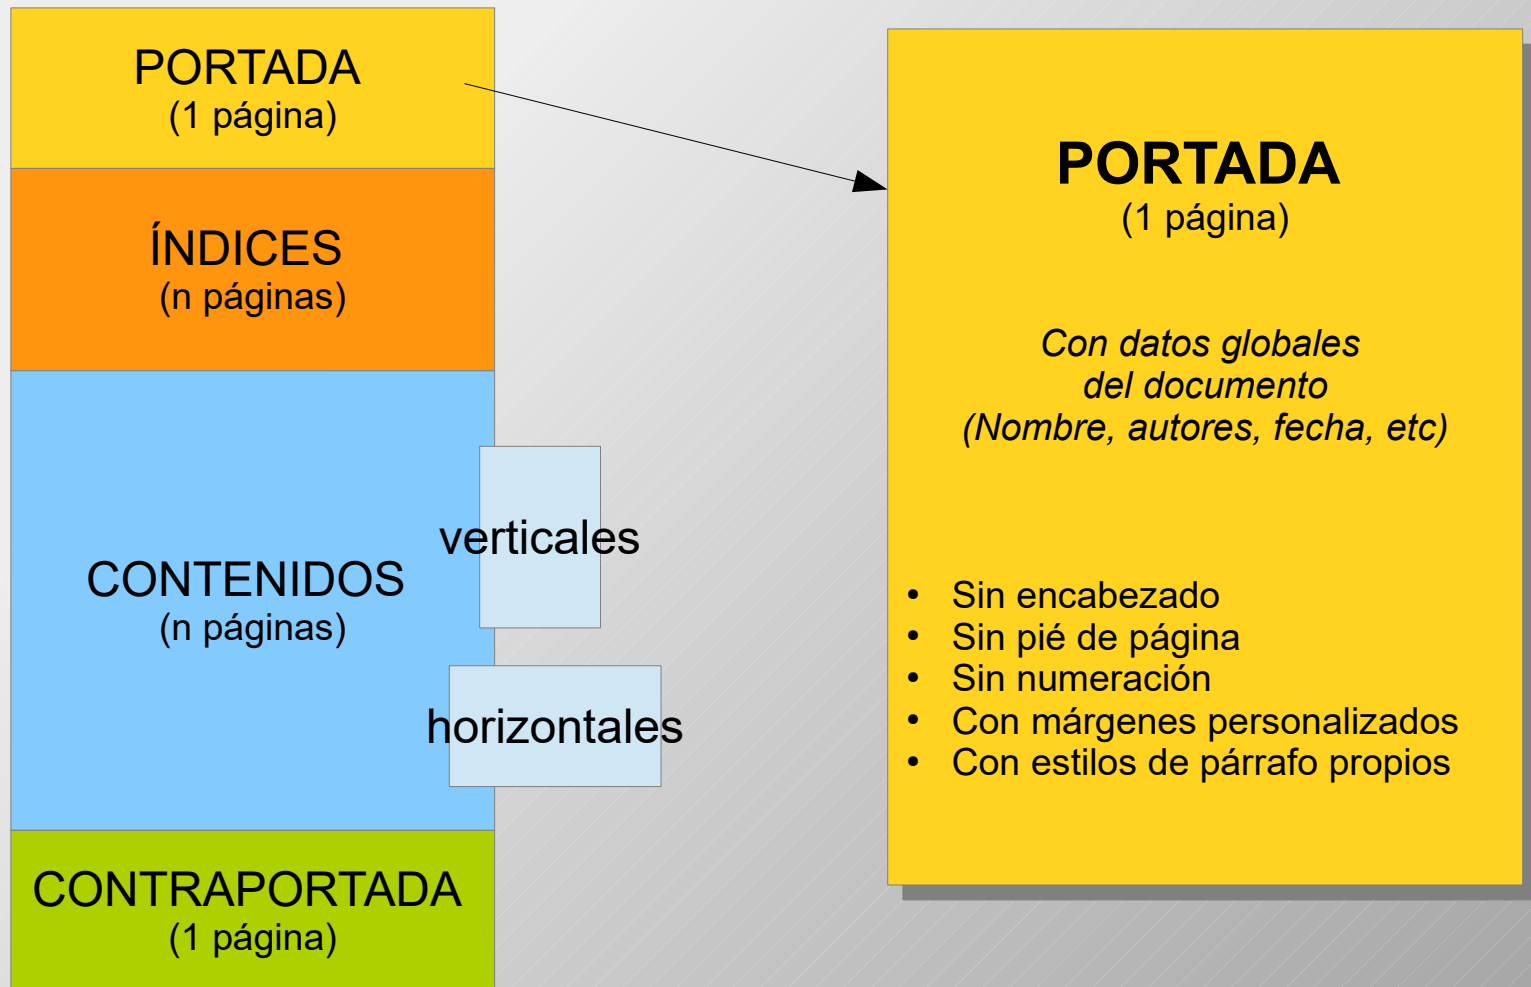 PORTADA
(1 página)
ÍNDICES
(n páginas)
CONTENIDOS
(n páginas)
verticales
horizontales
CONTRAPORTADA
(1 página)
PORTADA
(1 página)
Con datos globales
del documento
(Nombre, autores, fecha, etc)
• Sin encabezado
• Sin pié de página
• Sin numeración
• Con márgenes personalizados
• Con estilos de párrafo propios